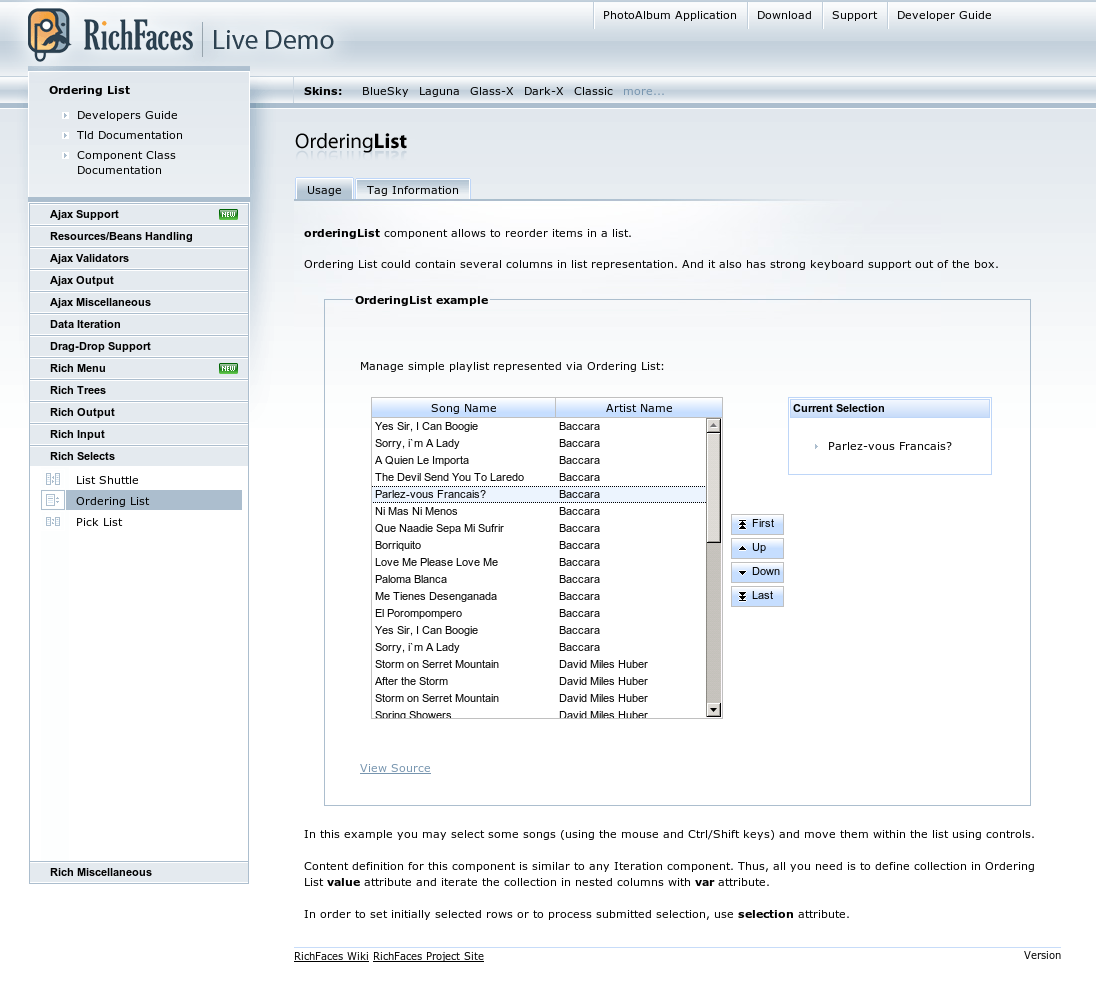 RichFaces Live Demo
PhotoAlbum Application Download Support Developer Guide
Skins: BlueSky Laguna Glass-X Dark-X Classic more...
Ordering List
Developers Guide
Tld Documentation
Component Class
Documentation
Ajax Support NEW
Resources/Beans Handling
Ajax Validators
Ajax Output
Ajax Miscellaneous
Data Iteration
Drag-Drop Support
Rich Menu NEW
Rich Trees
Rich Output
Rich Input
Rich Selects
List Shuttle
Ordering List
Pick List
Rich Miscellaneous
OrderingList
Usage Tag Information
orderingList component allows to reorder items in a list.
Ordering List could contain several columns in list representation. And it also has strong keyboard support out of the box.
OrderingList example
Manage simple playlist represented via Ordering List:
Song Name Artist Name
Yes Sir, I Can Boogie Baccara
Sorry, i`m A Lady Baccara
A Quien Le Importa Baccara
The Devil Send You To Laredo Baccara
Parlez-vous Francais? Baccara
Ni Mas Ni Menos Baccara
Que Naadie Sepa Mi Sufrir Baccara
Borriquito Baccara
Love Me Please Love Me Baccara
Paloma Blanca Baccara
Me Tienes Desenganada Baccara
El Porompompero Baccara
Yes Sir, I Can Boogie Baccara
Sorry, i`m A Lady Baccara
Storm on Serret Mountain David Miles Huber
After the Storm David Miles Huber
Storm on Serret Mountain David Miles Huber
Spring Showers David Miles Huber
First
Up
Down
Last
Current Selection
Parlez-vous Francais?
View Source
In this example you may select some songs (using the mouse and Ctrl/Shift keys) and move them within the list using controls.
Content definition for this component is similar to any Iteration component. Thus, all you need is to define collection in Ordering
List value attribute and iterate the collection in nested columns with var attribute.
In order to set initially selected rows or to process submitted selection, use selection attribute.
RichFaces Wiki RichFaces Project Site Version